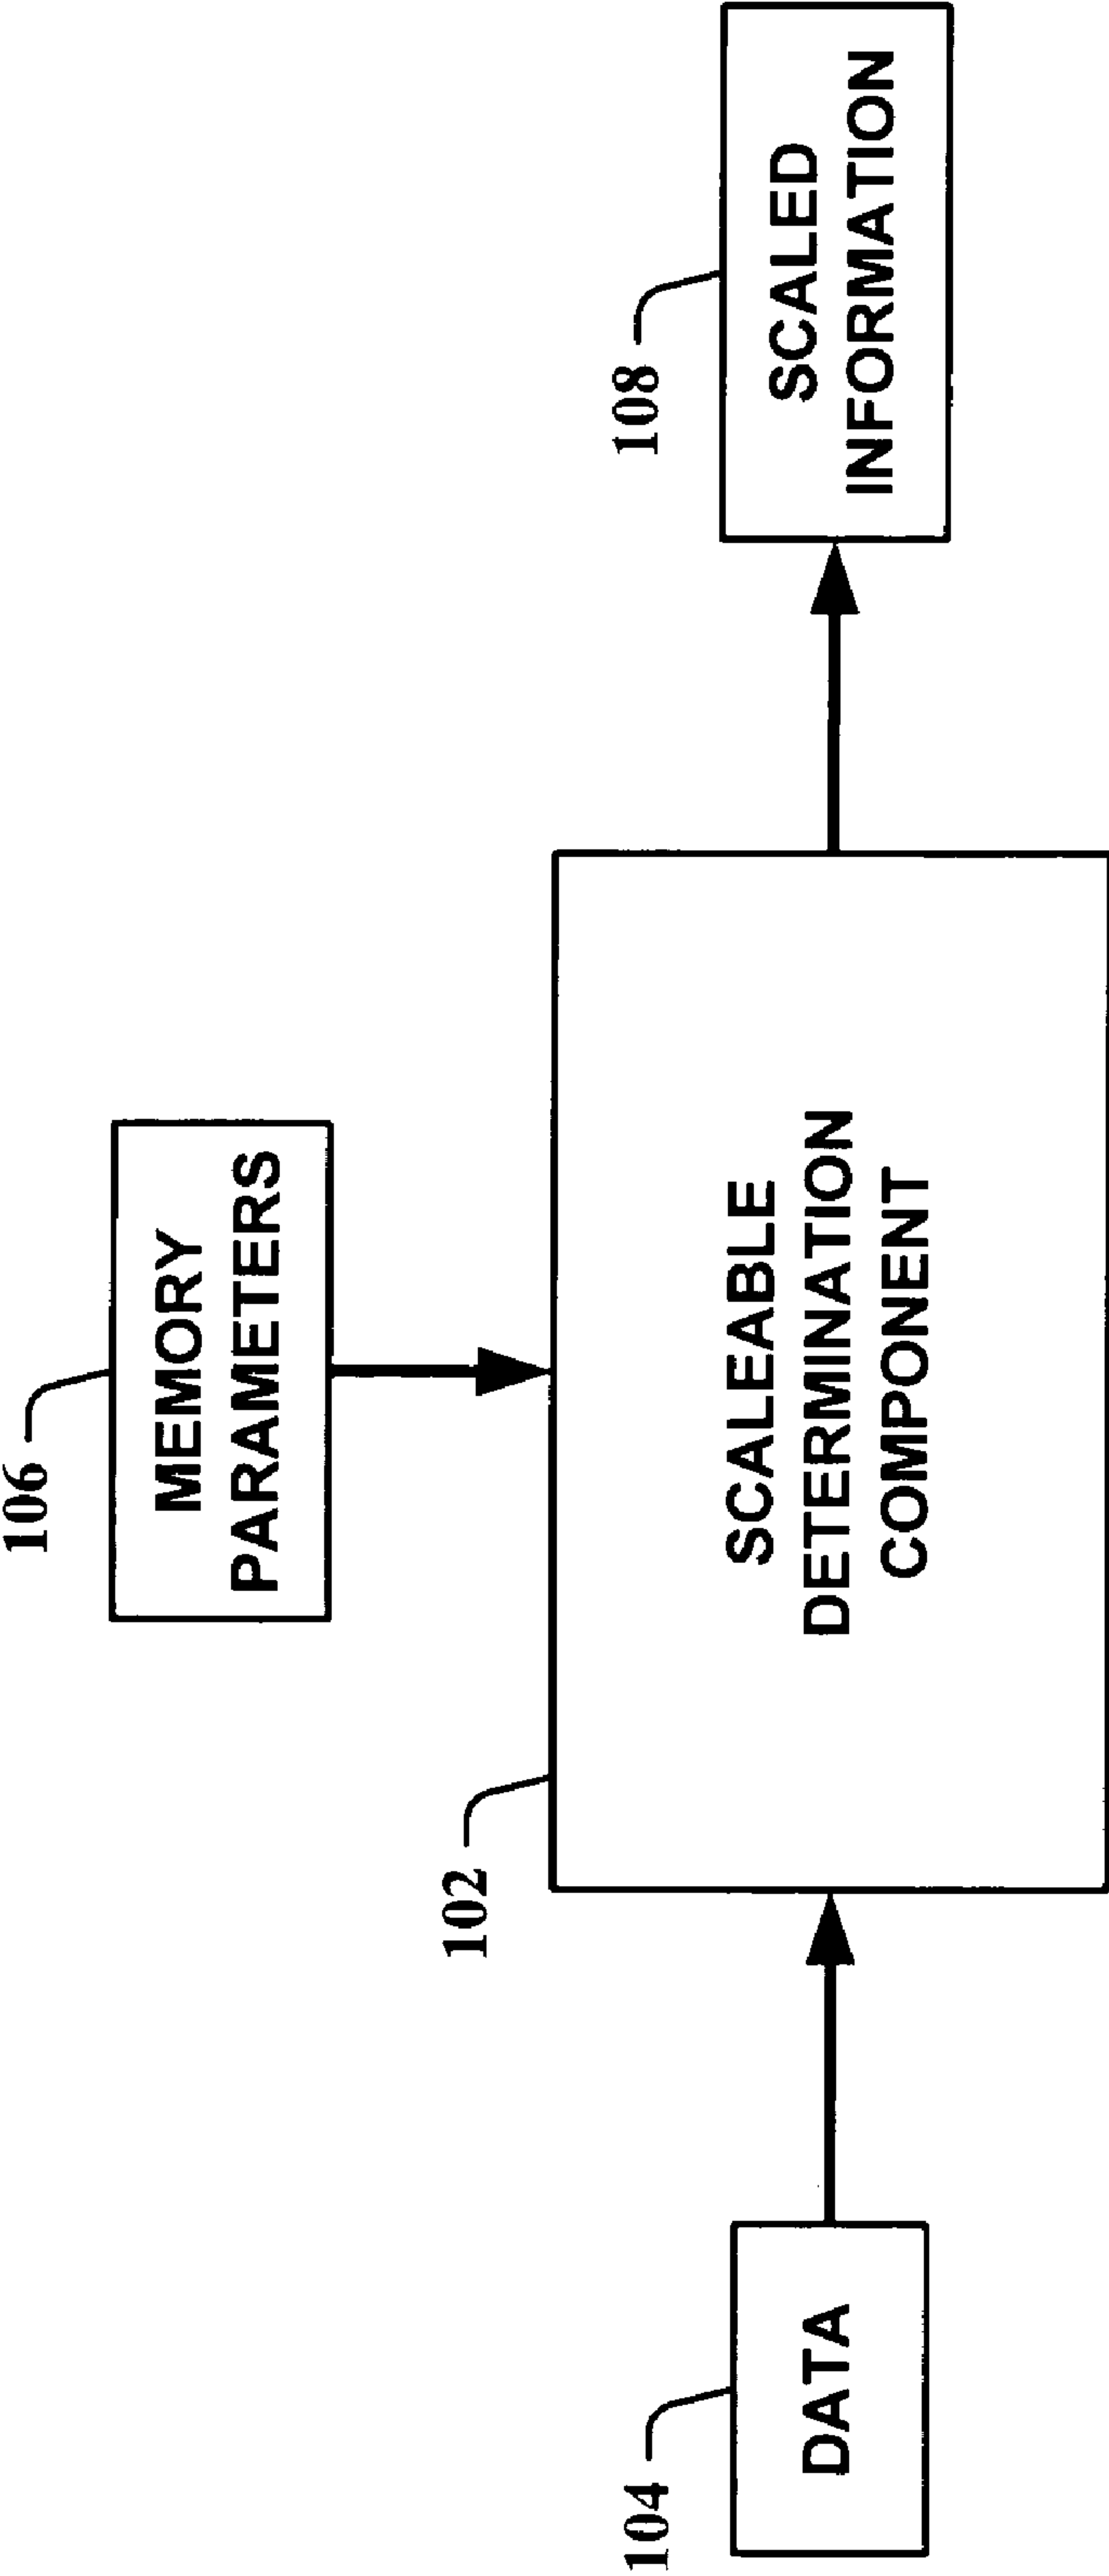 106
MEMORY
PARAMETERS
102
SCALEABLE
DETERMINATION
COMPONENT
104
DATA
108
SCALED
INFORMATION